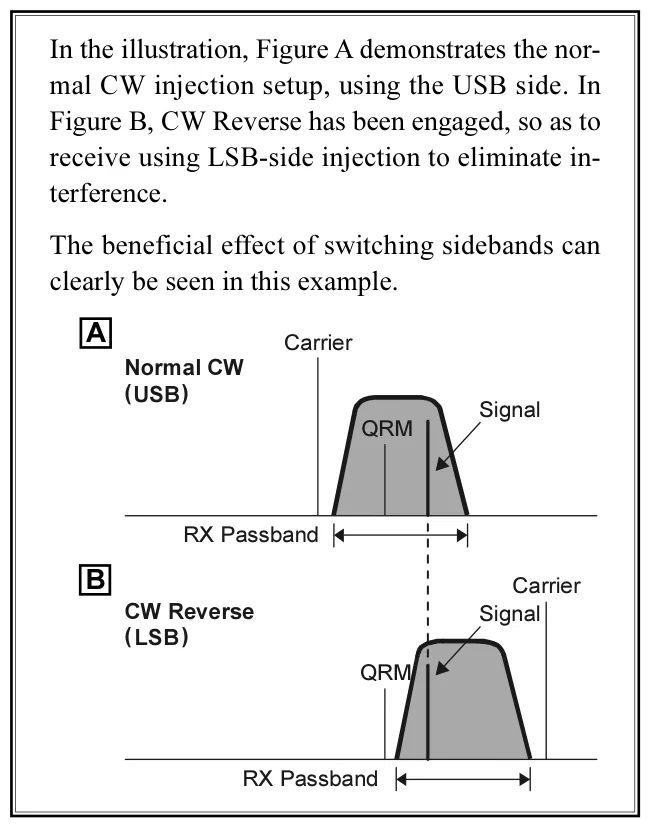 In the illustration, Figure A demonstrates the nor-
mal CW injection setup, using the USB side. In
Figure B, CW Reverse has been engaged, so as to
receive using LSB-side injection to eliminate in-
terference.
The beneficial effect of switching sidebands can
clearly be seen in this example.
A
Carrier
Normal CW
(USB)
Signal
QRM
RX Passband
B
Carrier
CW Reverse
(LSB)
Signal
QRM
RX Passband